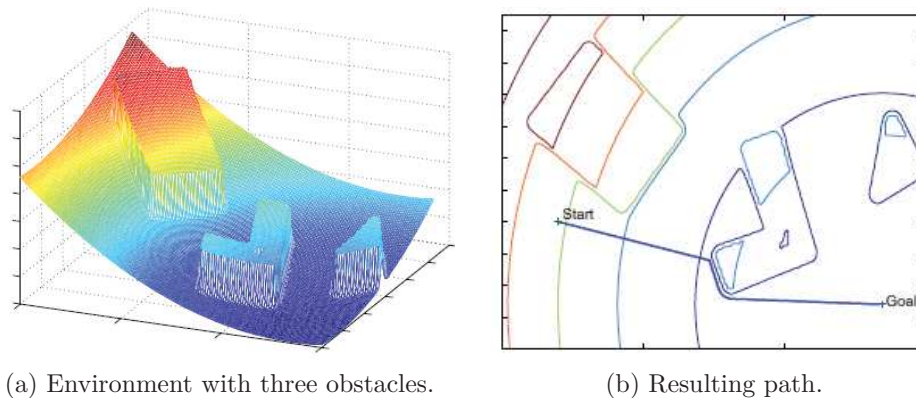 Start
Goal
(a) Environment with three obstacles.
(b) Resulting path.